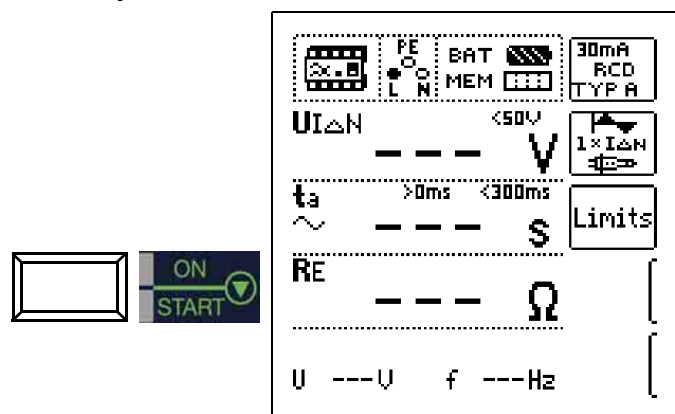 PE
L N
BAT
MEM
30mA
RCD
TYP A
UI△N <50V
--- V
1×I△N
ta >0ms <300ms
~ --- s
Limits
ON
START
RE
--- Ω
U ---V f ---Hz